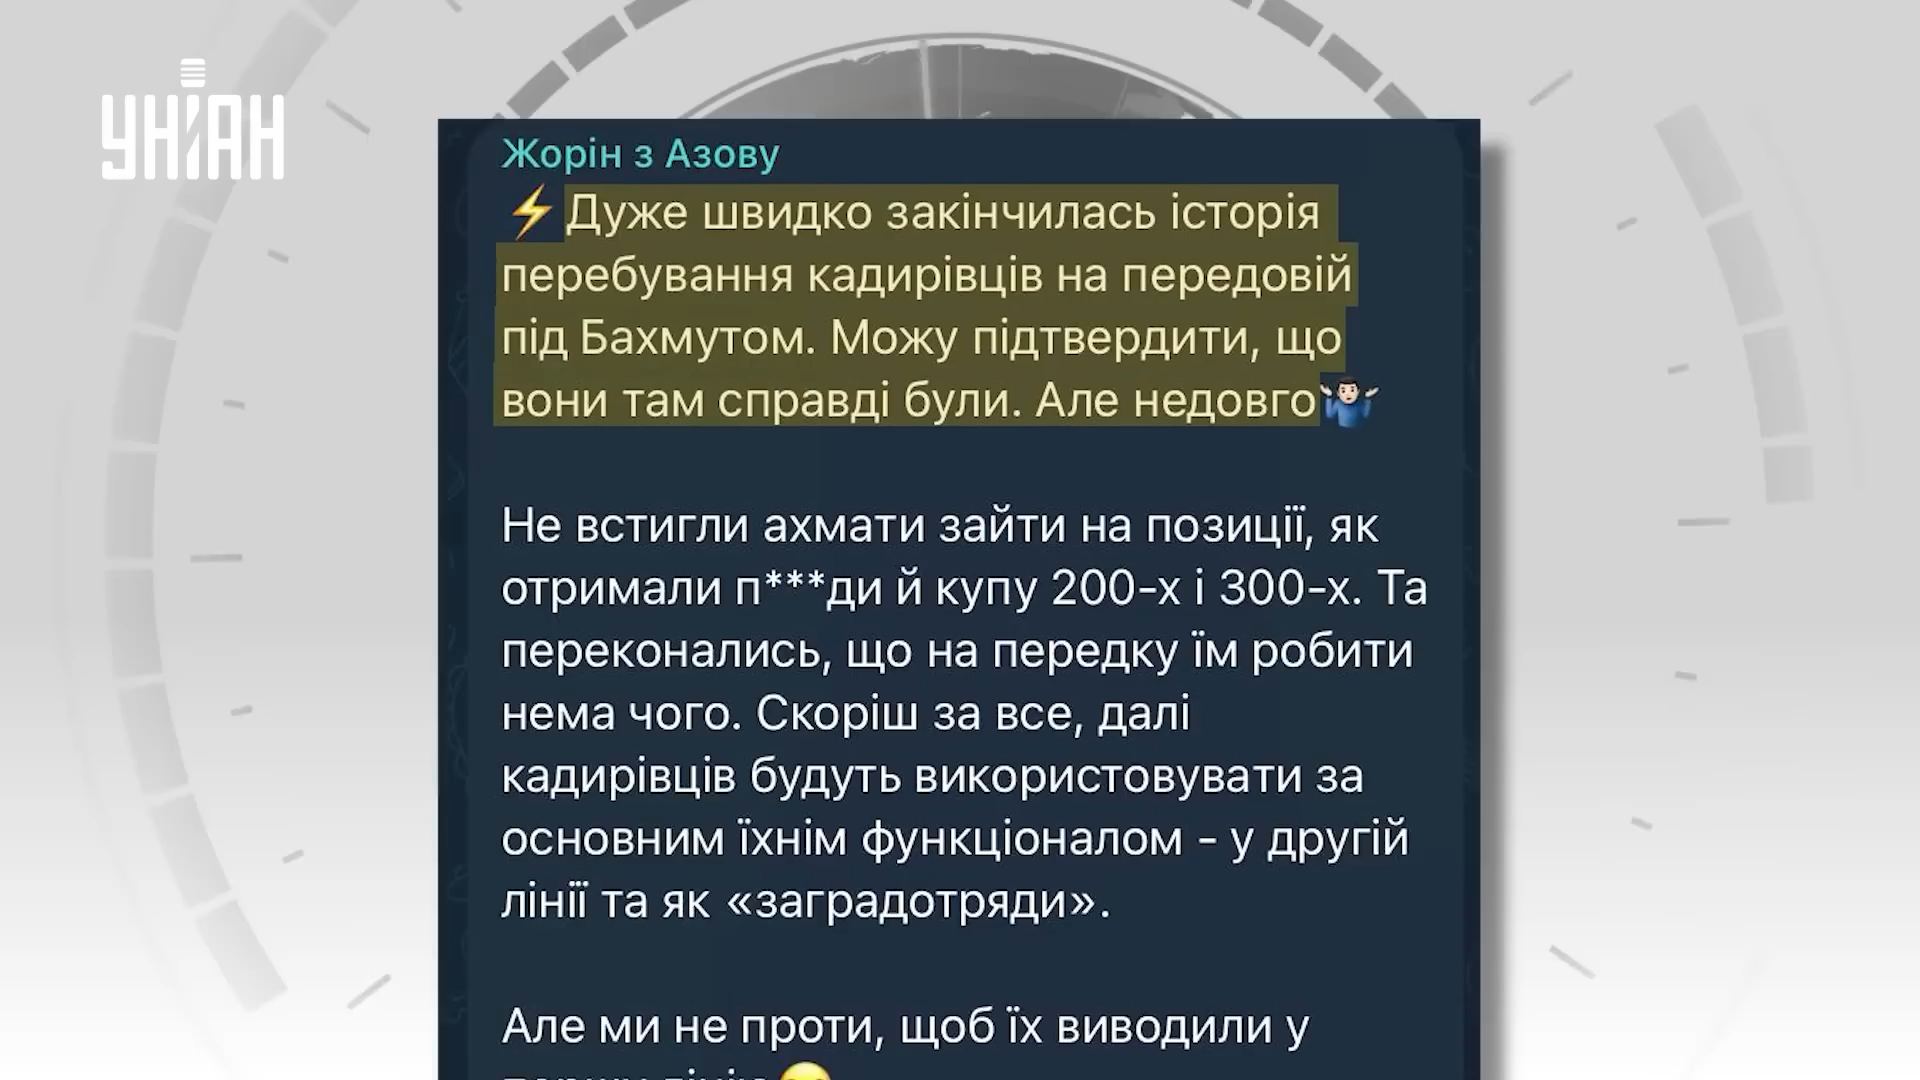 УНІАН
Жорін з Азову
⚡Дуже швидко закінчилась історія
перебування кадирівців на передовій
під Бахмутом. Можу підтвердити, що
вони там справді були. Але недовго🤷🏻‍♂️
Не встигли ахмати зайти на позиції, як
отримали п***ди й купу 200-х і 300-х. Та
переконались, що на передку їм робити
нема чого. Скоріш за все, далі
кадирівців будуть використовувати за
основним їхнім функціоналом - у другій
лінії та як «заградотряди».
Але ми не проти, щоб їх виводили у